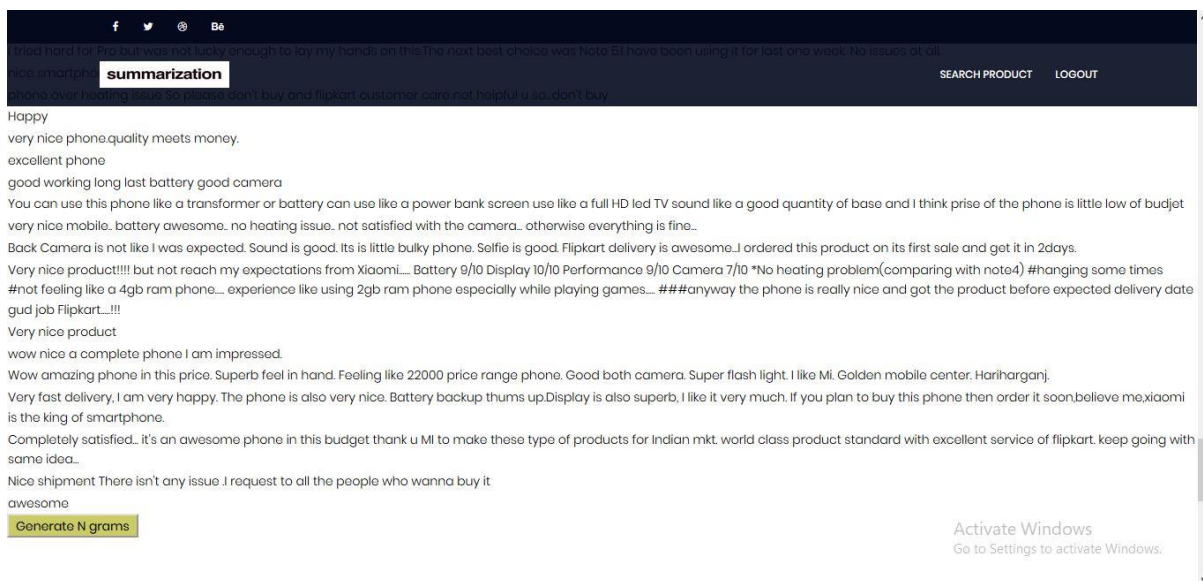 Bē
I tried hard for Pro but was not lucky enough to lay my hands on this.The next best choice was Note 5.I have been using it for last one week. No issues at all.
nice smartpho
summarization
SEARCH PRODUCT LOGOUT
phone over heating issue So please don't buy and flipkart customer care not helpful u so..don't buy
Happy
very nice phone.quality meets money.
excellent phone
good working long last battery good camera
You can use this phone like a transformer or battery can use like a power bank screen use like a full HD led TV sound like a good quantity of base and I think prise of the phone is little low of budjet
very nice mobile.. battery awesome.. no heating issue.. not satisfied with the camera... otherwise everything is fine...
Back Camera is not like I was expected. Sound is good. Its is little bulky phone. Selfie is good. Flipkart delivery is awesome...I ordered this product on its first sale and get it in 2days.
Very nice product!!!! but not reach my expectations from Xiaomi..... Battery 9/10 Display 10/10 Performance 9/10 Camera 7/10 *No heating problem(comparing with note4) #hanging some times
#not feeling like a 4gb ram phone.... experience like using 2gb ram phone especially while playing games.... ###anyway the phone is really nice and got the product before expected delivery date
gud job Flipkart.....!!!
Very nice product
wow nice a complete phone I am impressed.
Wow amazing phone in this price. Superb feel in hand. Feeling like 22000 price range phone. Good both camera. Super flash light. I like Mi. Golden mobile center. Hariharganj.
Very fast delivery, I am very happy. The phone is also very nice. Battery backup thums up.Display is also superb, I like it very much. If you plan to buy this phone then order it soon,believe me,xiaomi
is the king of smartphone.
Completely satisfied... it's an awesome phone in this budget thank u MI to make these type of products for Indian mkt. world class product standard with excellent service of flipkart. keep going with
same idea...
Nice shipment There isn't any issue .I request to all the people who wanna buy it
awesome
Generate N grams
Activate Windows
Go to Settings to activate Windows.